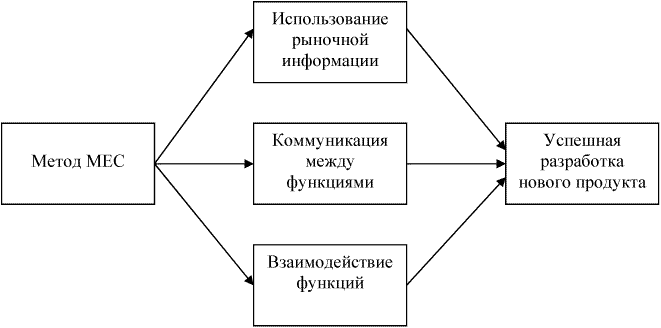 Использование
рыночной
информации
Метод МЕС
Коммуникация
между
функциями
Успешная
разработка
нового продукта
Взаимодействие
функций